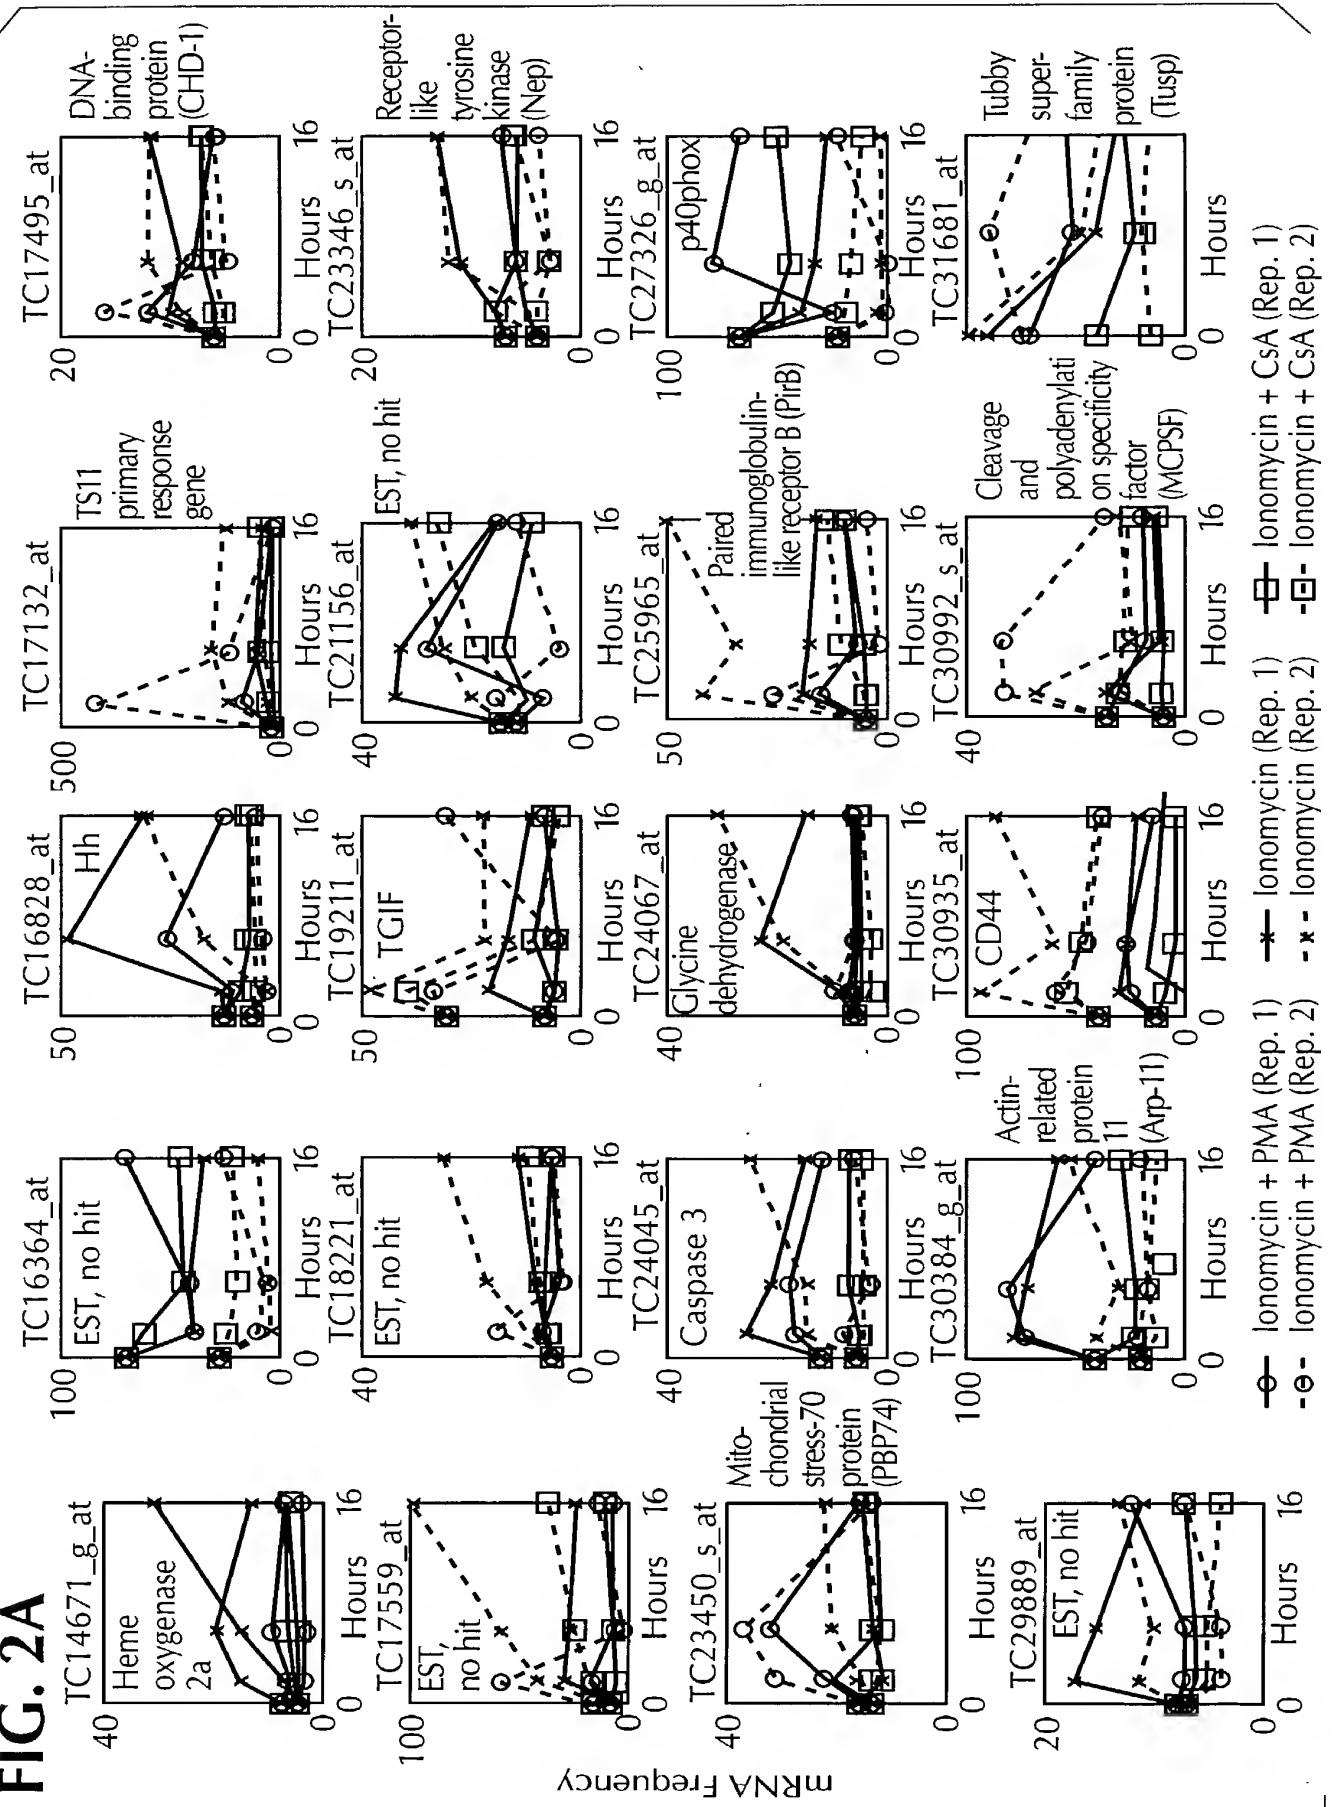 FIG. 2A
mRNA Frequency
TC14671_g_at
40
Heme
oxygenase
2a
0
0
16
Hours
TC16364_at
100
EST, no hit
0
0
16
Hours
TC16828_at
50
Hh
0
0
16
Hours
TC17132_at
500
TS11
primary
response
gene
0
0
16
Hours
TC17495_at
20
DNA-
binding
protein
(CHD-1)
0
0
16
Hours
TC17559_at
100
EST,
no hit
0
0
16
Hours
TC18221_at
40
EST, no hit
0
0
16
Hours
TC19211_at
50
TGIF
0
0
16
Hours
TC21156_at
40
EST, no hit
0
0
16
Hours
TC23346_s_at
20
Receptor-
like
tyrosine
kinase
(Nep)
0
0
16
Hours
TC23450_s_at
40
Mito-
chondrial
stress-70
protein
(PBP74)
0
0
16
Hours
TC24045_at
40
Caspase 3
0
0
16
Hours
TC24067_at
40
Glycine
dehydrogenase
0
0
16
Hours
TC25965_at
50
Paired
immunoglobulin-
like receptor B (PirB)
0
0
16
Hours
TC27326_g_at
100
p40phox
0
0
16
Hours
TC29889_at
20
EST, no hit
0
0
16
Hours
TC30384_g_at
100
Actin-
related
protein
11
(Arp-11)
0
0
16
Hours
TC30935_at
100
CD44
0
0
16
Hours
TC30992_s_at
40
Cleavage
and
polyadenylati
on specificity
factor
(MCPSF)
0
0
16
Hours
TC31681_at
Tubby
super-
family
protein
(Tusp)
0
0
16
Hours
Ionomycin + PMA (Rep. 1)
Ionomycin (Rep. 1)
Ionomycin + CsA (Rep. 1)
Ionomycin + PMA (Rep. 2)
Ionomycin (Rep. 2)
Ionomycin + CsA (Rep. 2)